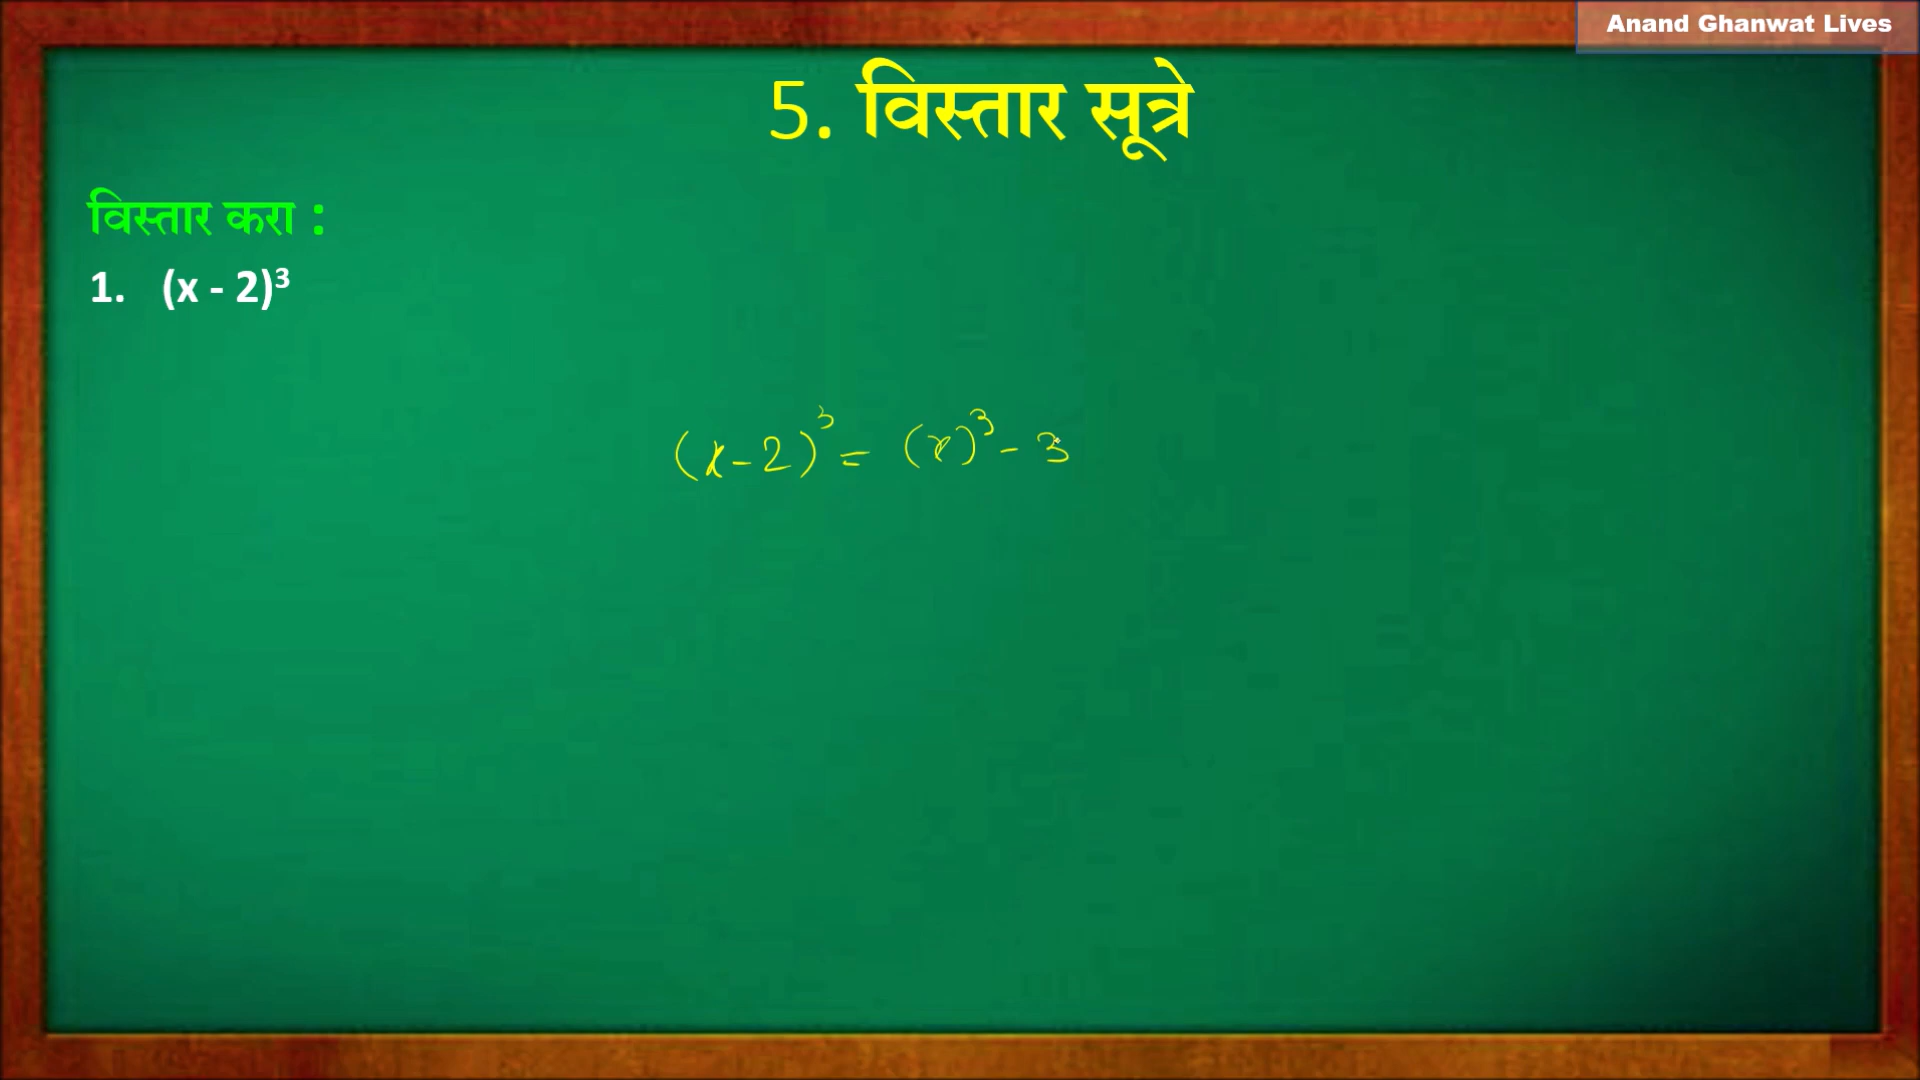 Anand Ghanwat Lives
5. विस्तार सूत्रे
विस्तार करा :
1. (x - 2)³
(x-2)³ = (x)³ - 3